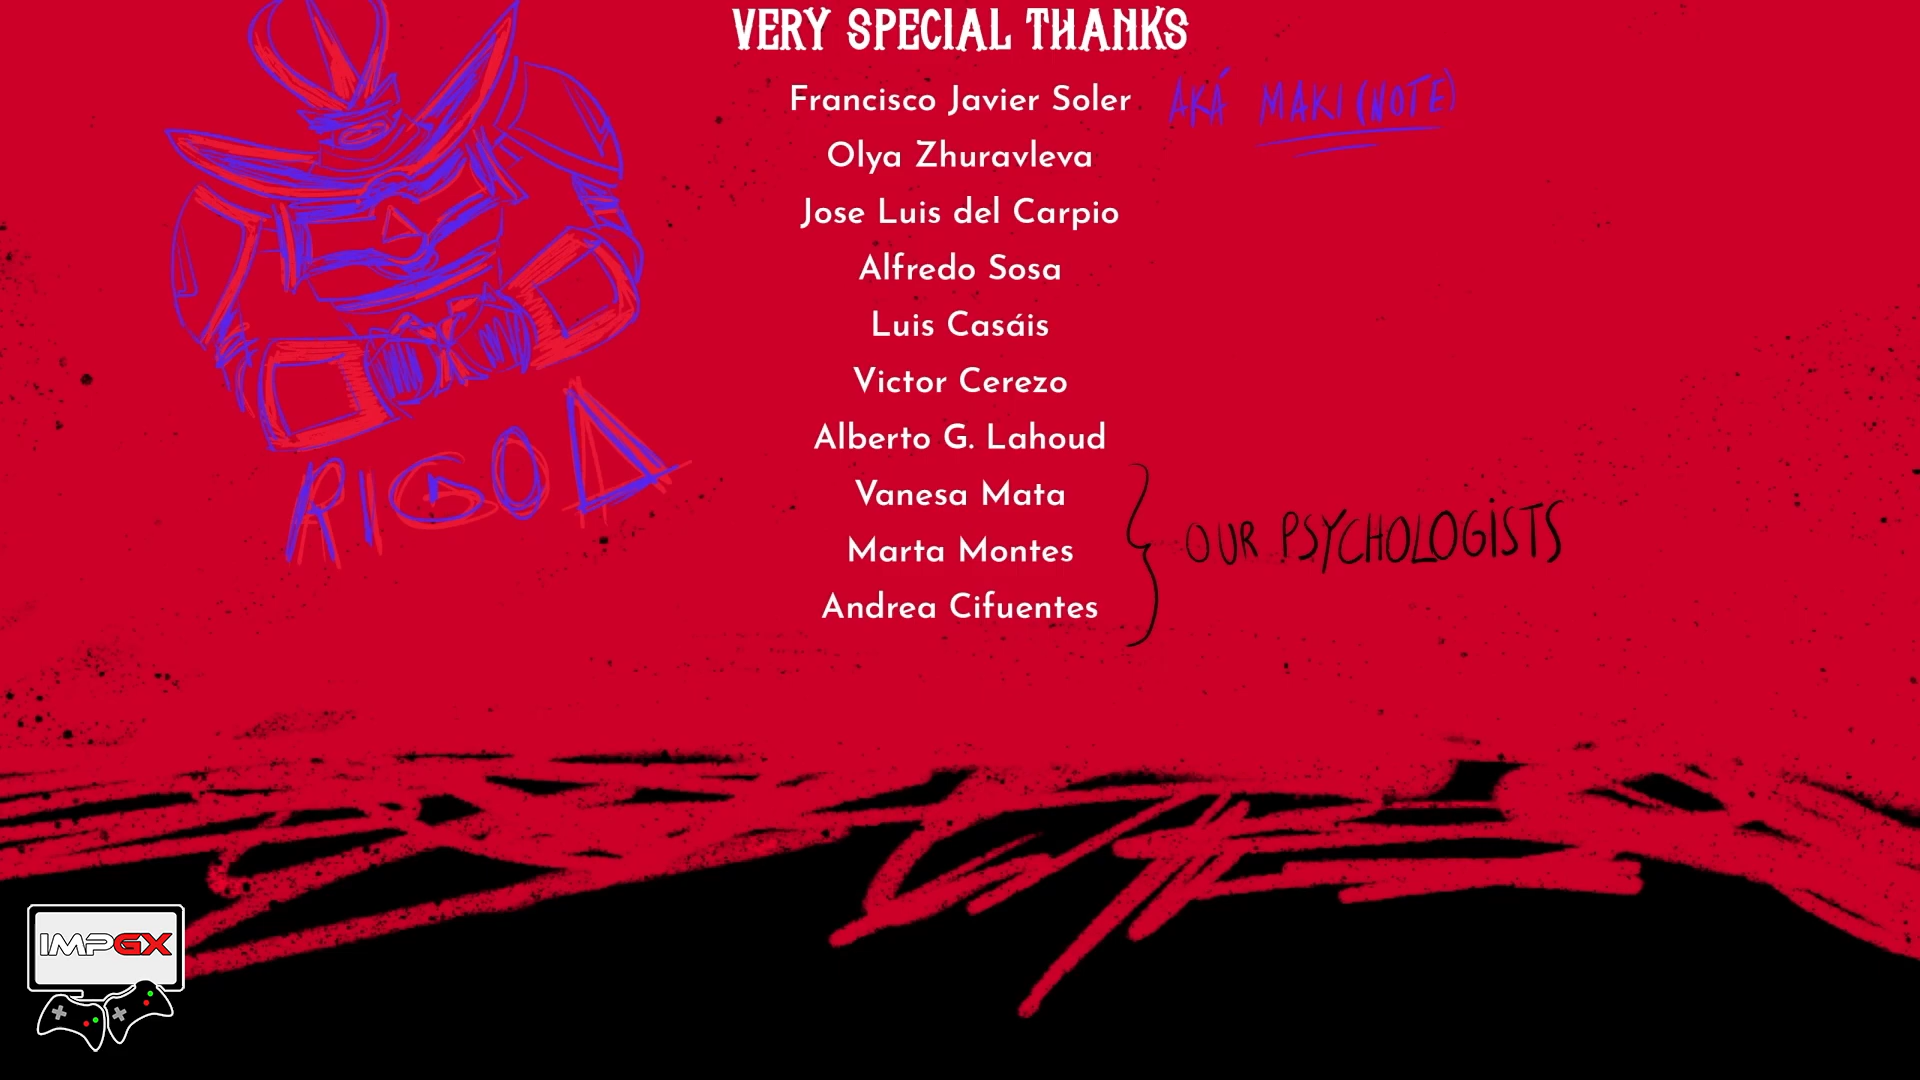 VERY SPECIAL THANKS
Francisco Javier Soler AKÁ MAKI (NOTE)
Olya Zhuravleva
Jose Luis del Carpio
Alfredo Sosa
Luis Casáis
Victor Cerezo
Alberto G. Lahoud
Vanesa Mata
Marta Montes
Andrea Cifuentes
OUR PSYCHOLOGISTS
RIGOA
IMPGX